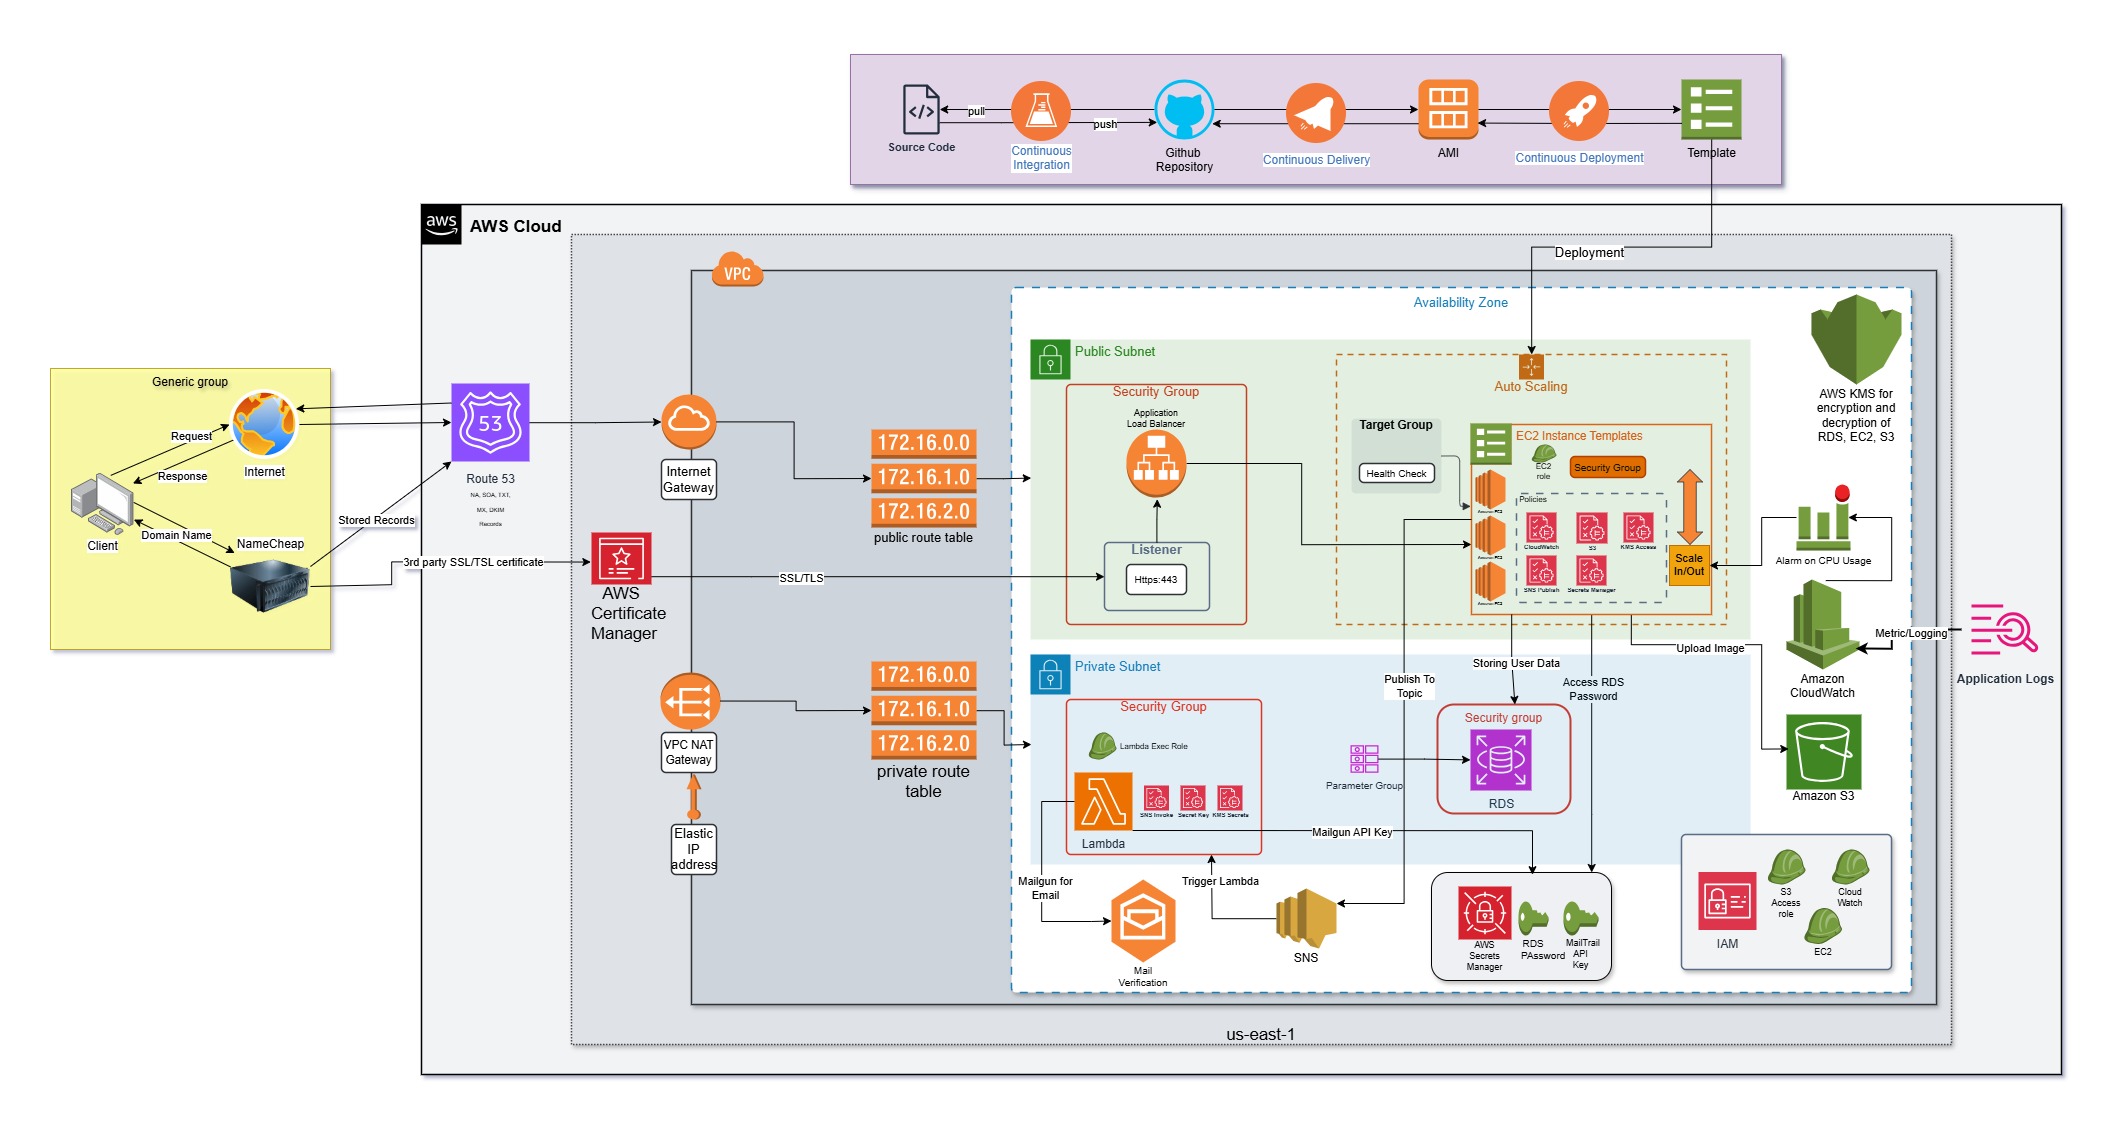 </>
Source Code
pull
Continuous
Integration
push
Github
Repository
Continuous Delivery
AMI
Continuous Deployment
Template
aws
AWS Cloud
Deployment
VPC
Availability Zone
Generic group
Request
Internet
Response
Client
Domain Name
NameCheap
Stored Records
3rd party SSL/TSL certificate
53
Route 53
NA, SOA, TXT,
MX, DKIM
Records
Internet
Gateway
172.16.0.0
172.16.1.0
172.16.2.0
public route table
AWS
Certificate
Manager
SSL/TLS
VPC NAT
Gateway
Elastic
IP
address
172.16.0.0
172.16.1.0
172.16.2.0
private route
table
Public Subnet
Security Group
Application
Load Balancer
Listener
Https:443
Auto Scaling
Target Group
Health Check
EC2 Instance Templates
EC2
role
Security Group
Amazon EC2
Amazon EC2
Amazon EC2
Policies
CloudWatch
S3
KMS Access
SNS Publish
Secrets Manager
Scale
In/Out
AWS KMS for
encryption and
decryption of
RDS, EC2, S3
Alarm on CPU Usage
Metric/Logging
Amazon
CloudWatch
Application Logs
Upload Image
Amazon S3
Private Subnet
Security Group
Lambda Exec Role
Lambda
SNS Invoke
Secret Key
KMS Secrets
Storing User Data
Publish To
Topic
Access RDS
Password
Security group
RDS
Parameter Group
Mailgun API Key
Mailgun for
Email
Trigger Lambda
Mail
Verification
SNS
AWS
Secrets
Manager
RDS
PAssword
MailTrail
API
Key
IAM
S3
Access
role
Cloud
Watch
EC2
us-east-1